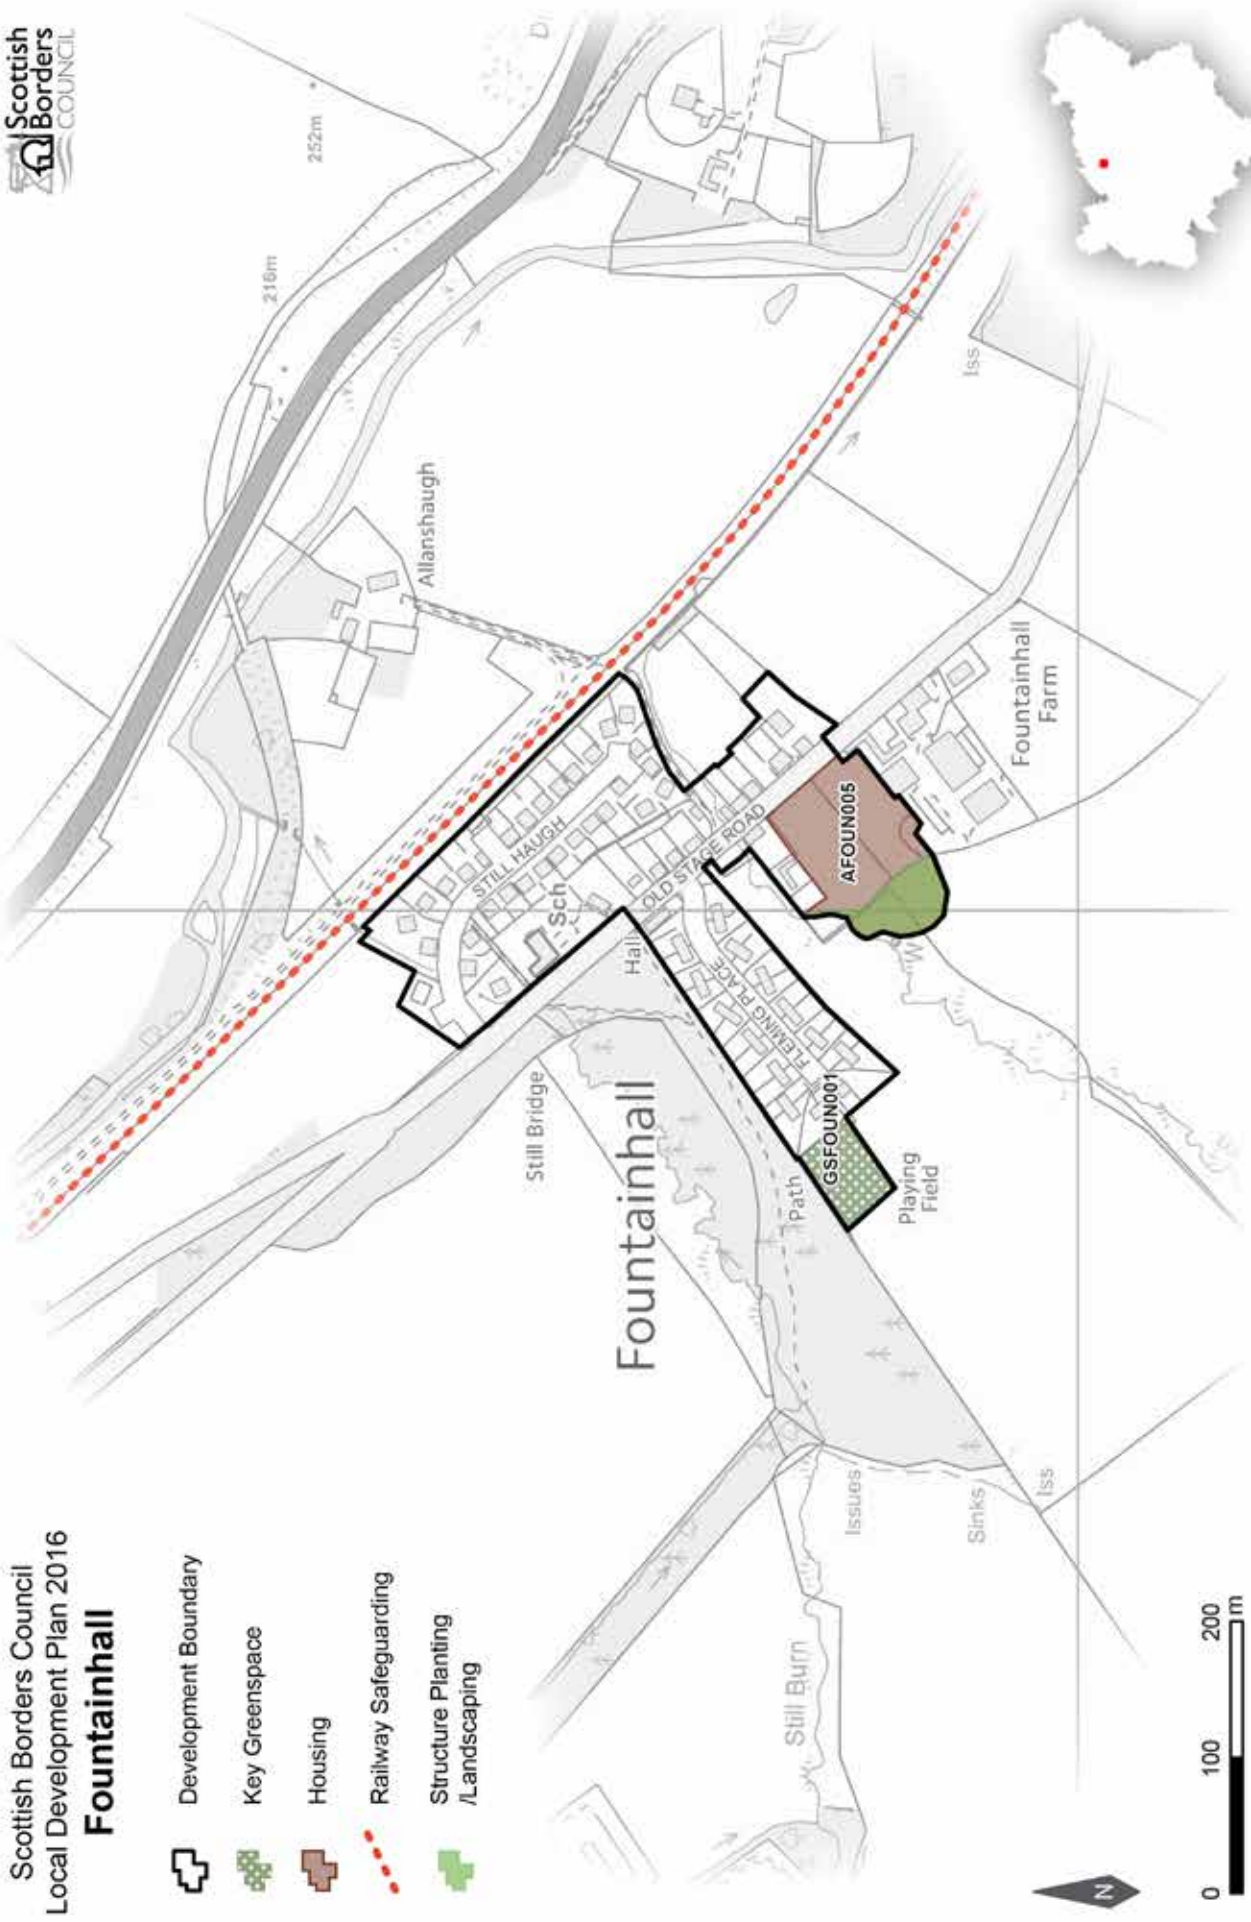 Scottish Borders Council
Local Development Plan 2016
Fountainhall
Development Boundary
Key Greenspace
Housing
Railway Safeguarding
Structure Planting
/Landscaping
Scottish
Borders
COUNCIL
252m
216m
Allanshaugh
STILL HAUGH
Sch
Hall
OLD STAGE ROAD
FLEMING PLACE
Still Bridge
Fountainhall
Path
GSFOUN001
Playing
Field
AFOUN005
Fountainhall
Farm
Iss
W
Issues
Sinks
Iss
Still Burn
N
0
100
200
m